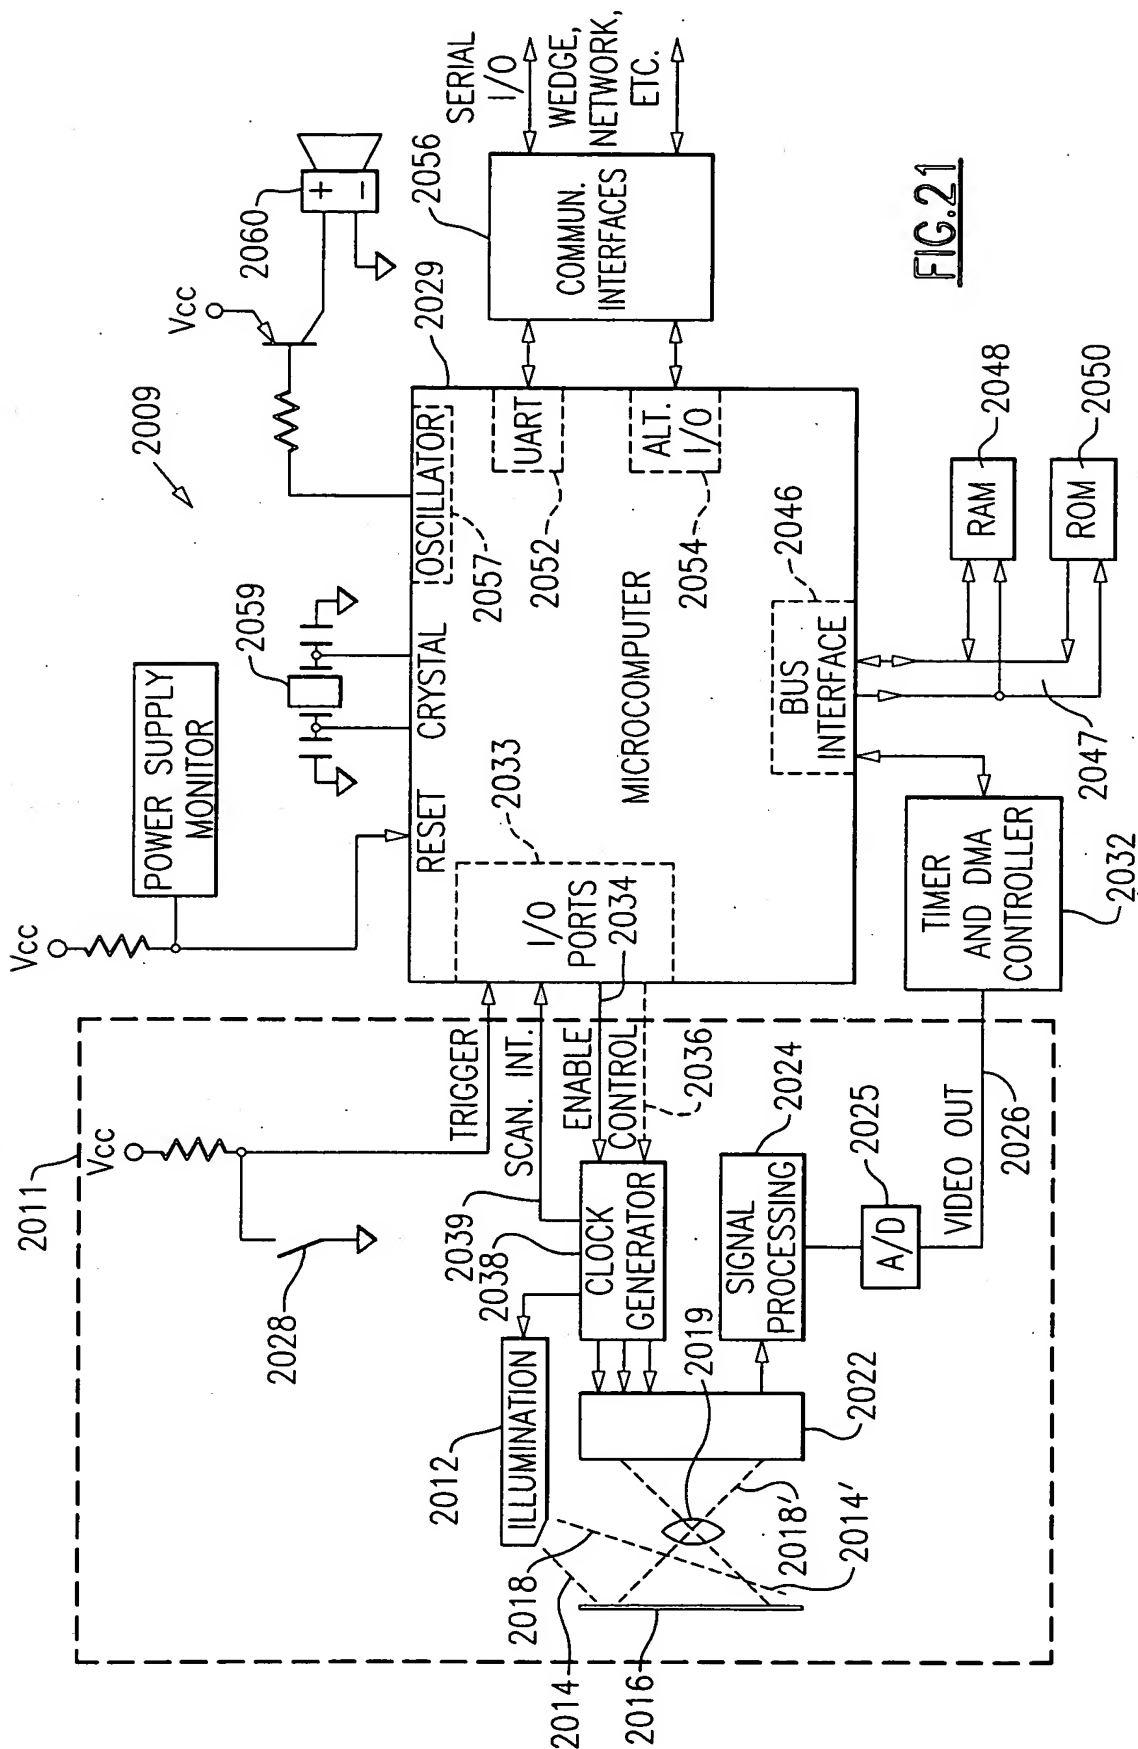 2011
Vcc
2028
TRIGGER
SCAN. INT.
ENABLE
CONTROL
2036
2039
2038
CLOCK
GENERATOR
2012
ILLUMINATION
2018
2014
2016
2019
2022
2018'
2014'
SIGNAL
PROCESSING
2024
A/D
2025
VIDEO OUT
2026
Vcc
POWER SUPPLY
MONITOR
2059
2009
Vcc
2060
+
−
RESET
CRYSTAL
OSCILLATOR
2057
2029
2033
I/O
PORTS
2034
MICROCOMPUTER
UART
2052
ALT.
I/O
2054
BUS
INTERFACE
2046
COMMUN.
INTERFACES
2056
SERIAL
I/O
WEDGE,
NETWORK,
ETC.
TIMER
AND DMA
CONTROLLER
2032
2047
RAM
2048
ROM
2050
FIG.21